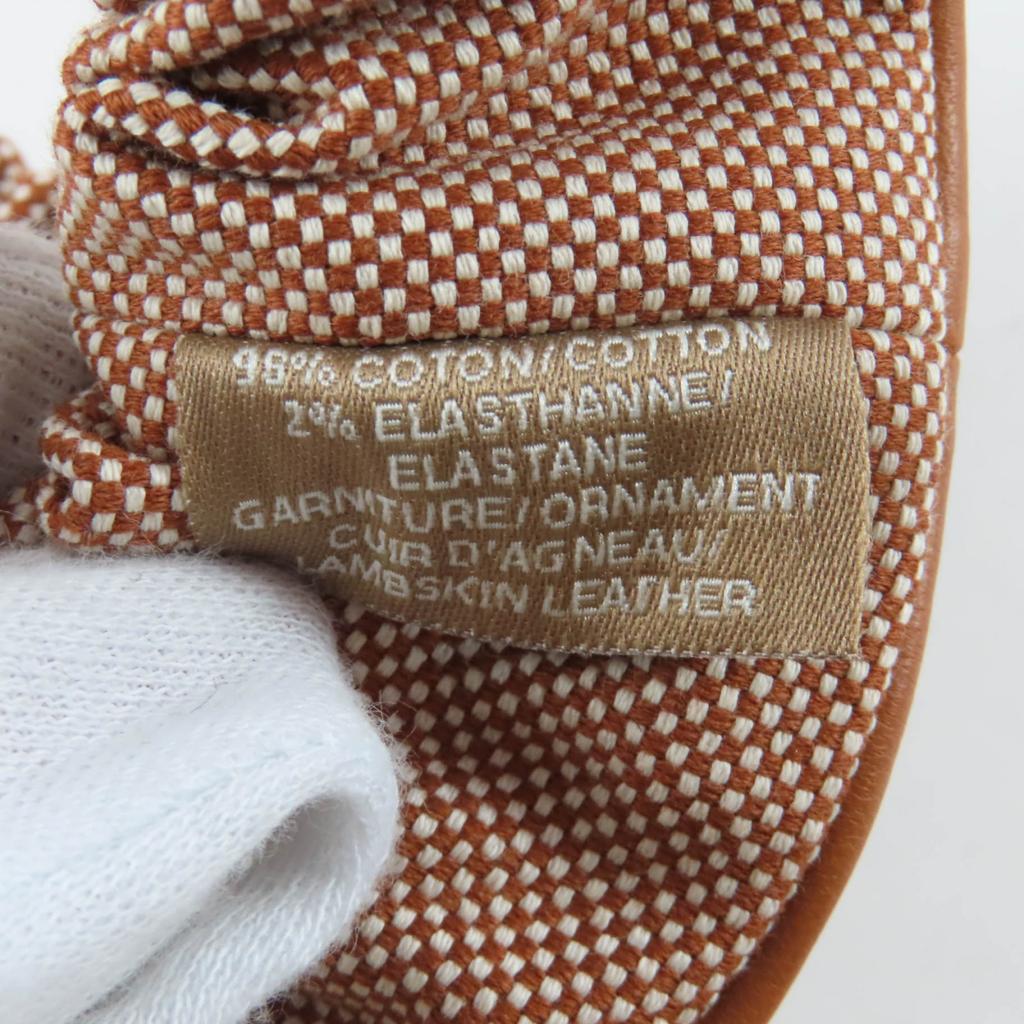 98% COTON/COTTON
2% ELASTHANNE/
ELASTANE
GARNITURE/ORNAMENT
CUIR D'AGNEAU/
LAMBSKIN LEATHER